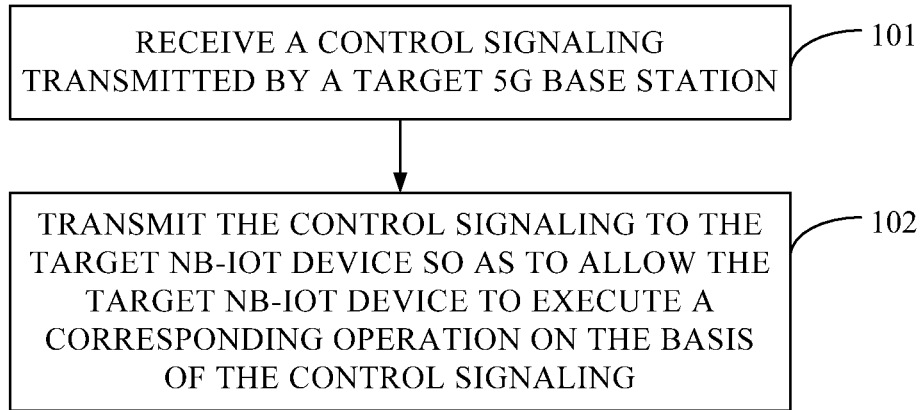 RECEIVE A CONTROL SIGNALING
TRANSMITTED BY A TARGET 5G BASE STATION
101
TRANSMIT THE CONTROL SIGNALING TO THE
TARGET NB-IOT DEVICE SO AS TO ALLOW THE
TARGET NB-IOT DEVICE TO EXECUTE A
CORRESPONDING OPERATION ON THE BASIS
OF THE CONTROL SIGNALING
102